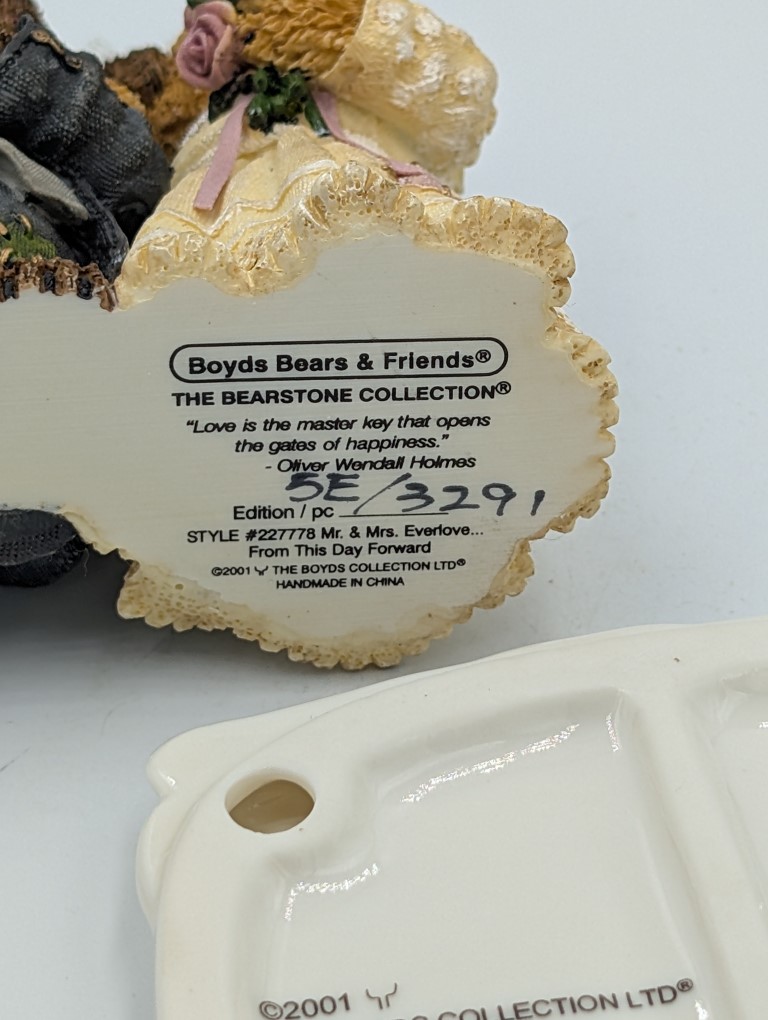 Boyds Bears & Friends®
THE BEARSTONE COLLECTION®
"Love is the master key that opens
the gates of happiness."
- Oliver Wendall Holmes
Edition / pc 5E/3291
STYLE #227778 Mr. & Mrs. Everlove...
From This Day Forward
©2001 THE BOYDS COLLECTION LTD®
HANDMADE IN CHINA
©2001 COLLECTION LTD®